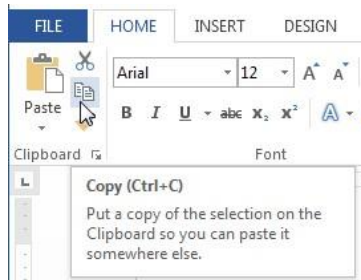 FILE HOME INSERT DESIGN
Arial 12 A A
Paste B I U abc X₂ X² A
Clipboard Font
L
Copy (Ctrl+C)
Put a copy of the selection on the
Clipboard so you can paste it
somewhere else.